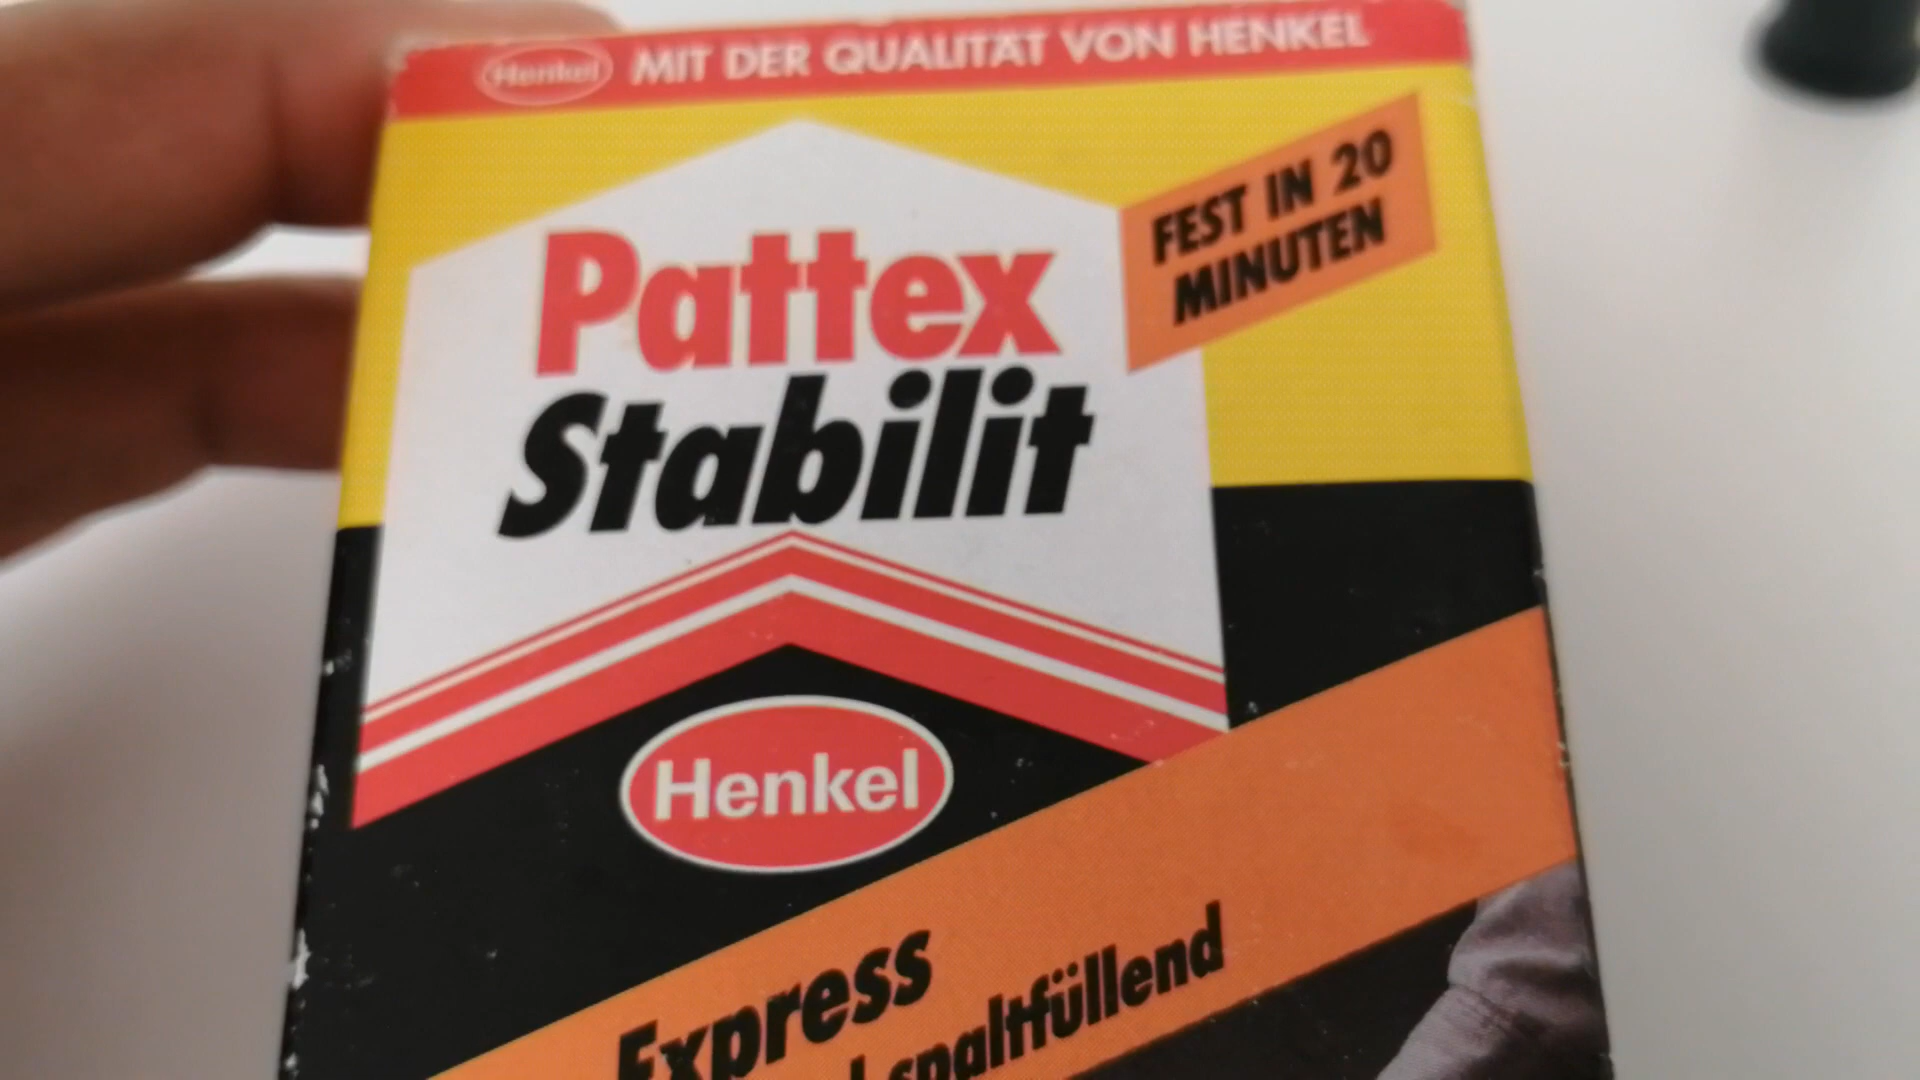 Henkel MIT DER QUALITÄT VON HENKEL
FEST IN 20
MINUTEN
Pattex
Stabilit
Henkel
Express
spaltfüllend